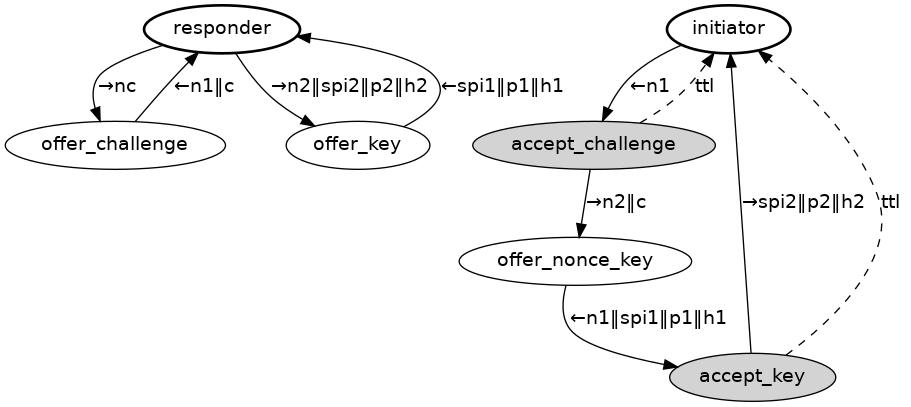 responder
initiator
→nc
←n1‖c
→n2‖spi2‖p2‖h2
←spi1‖p1‖h1
←n1
ttl
offer_challenge
offer_key
accept_challenge
→n2‖c
→spi2‖p2‖h2
ttl
offer_nonce_key
←n1‖spi1‖p1‖h1
accept_key